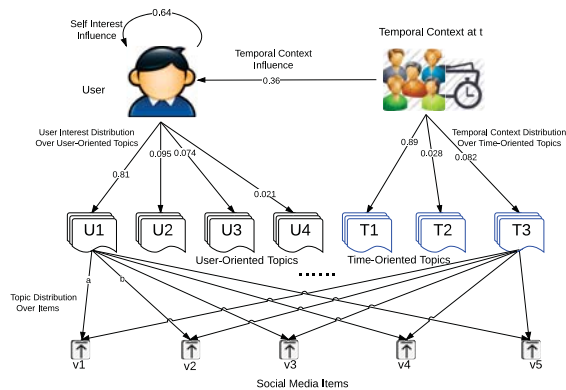 0.64
Self Interest
Influence
Temporal Context
Influence
0.36
Temporal Context at t
User
User Interest Distribution
Over User-Oriented Topics
0.81
0.095
0.074
0.021
0.89
0.028
0.082
Temporal Context Distribution
Over Time-Oriented Topics
U1
U2
U3
U4
T1
T2
T3
User-Oriented Topics
......
Time-Oriented Topics
a
b
Topic Distribution
Over Items
v1
v2
v3
v4
v5
Social Media Items